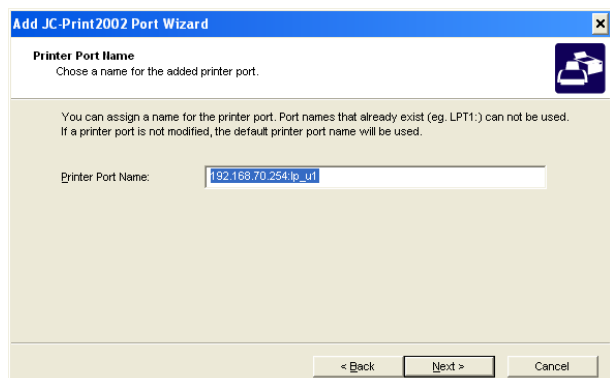 Add JC-Print2002 Port Wizard
Printer Port Name
Chose a name for the added printer port.
You can assign a name for the printer port. Port names that already exist (eg. LPT1:) can not be used.
If a printer port is not modified, the default printer port name will be used.
Printer Port Name: 192.168.70.254:lp_u1
< Back Next > Cancel